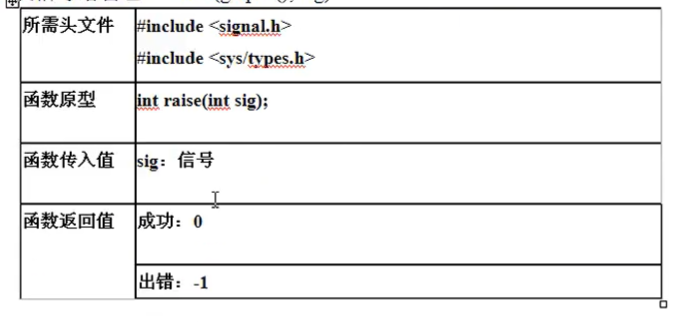 所需头文件
#include <signal.h>
#include <sys/types.h>
函数原型
int raise(int sig);
函数传入值
sig：信号
函数返回值
成功：0
出错：-1